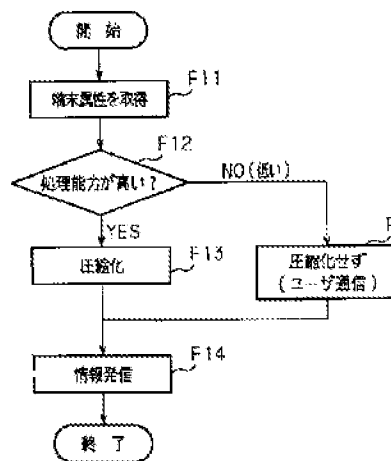 開 始
F11
端末属性を取得
F12
処理能力が高い?
NO(低い)
YES
F13
圧縮化
F
圧縮化せず
(ユーザ通信)
F14
情報発信
終 了